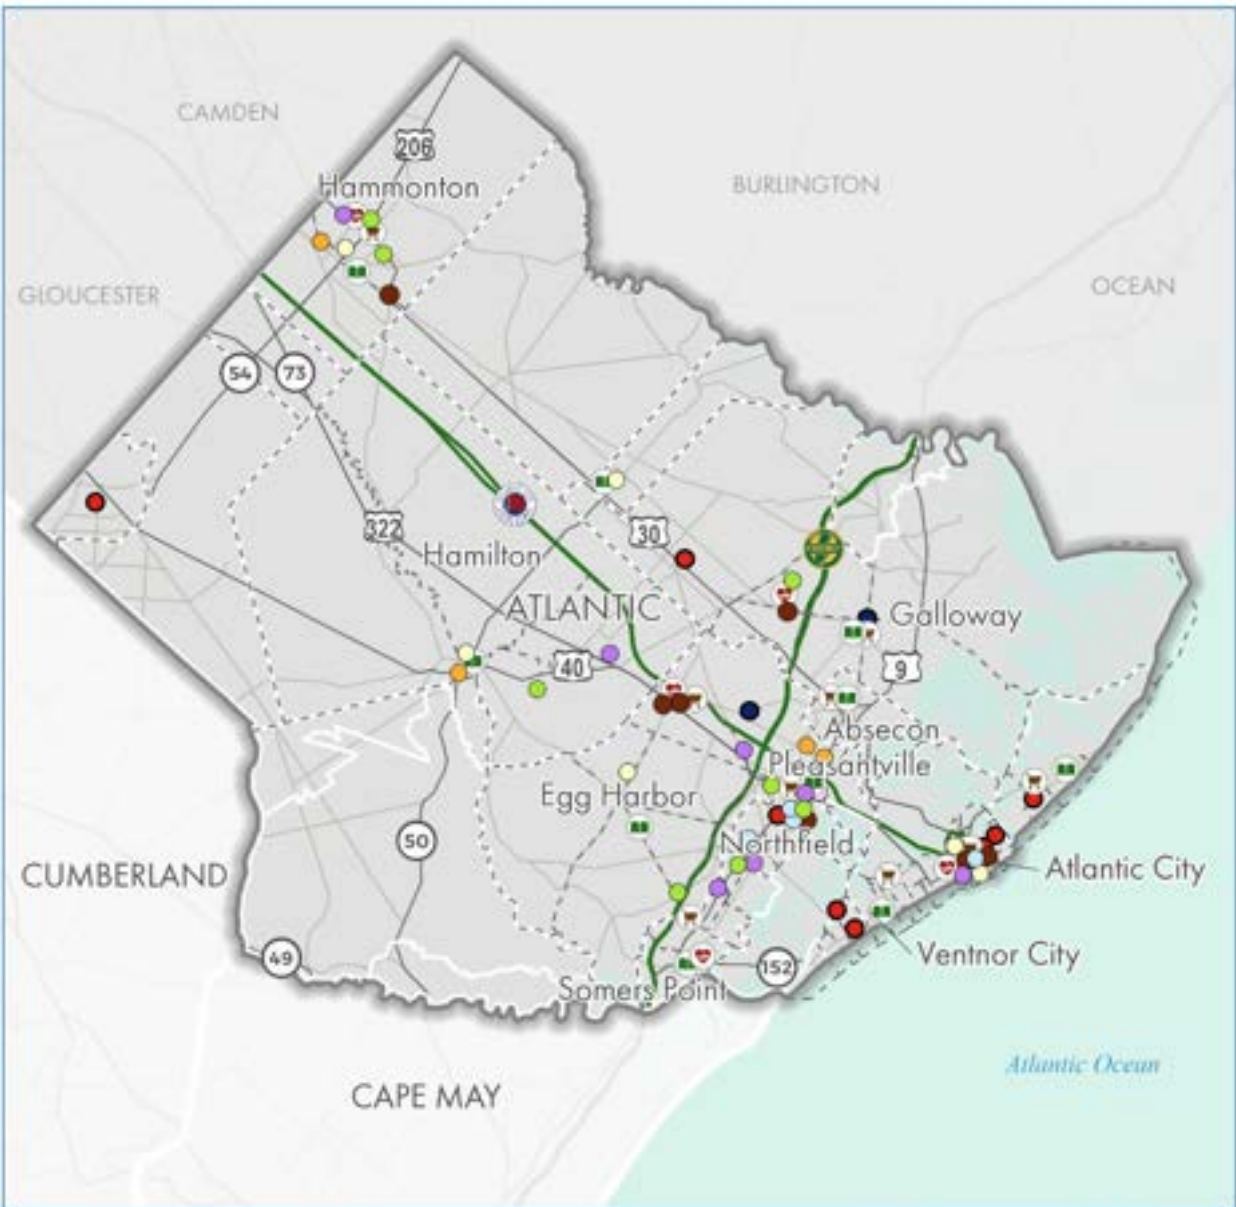 CAMDEN
206
Hammonton
BURLINGTON
OCEAN
GLOUCESTER
54
73
322
30
Hamilton
ATLANTIC
Galloway
40
9
Absecon
Pleasantville
Egg Harbor
Northfield
50
CUMBERLAND
Atlantic City
Ventnor City
49
152
Somers Point
Atlantic Ocean
CAPE MAY